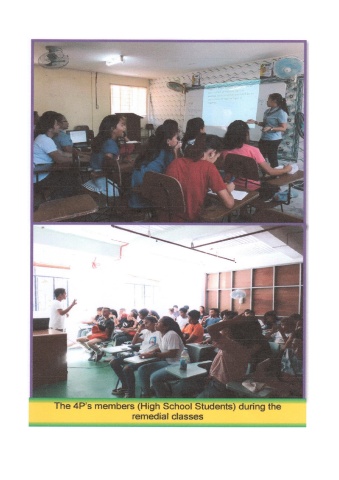 The 4P's members (High School Students) during the
remedial classes